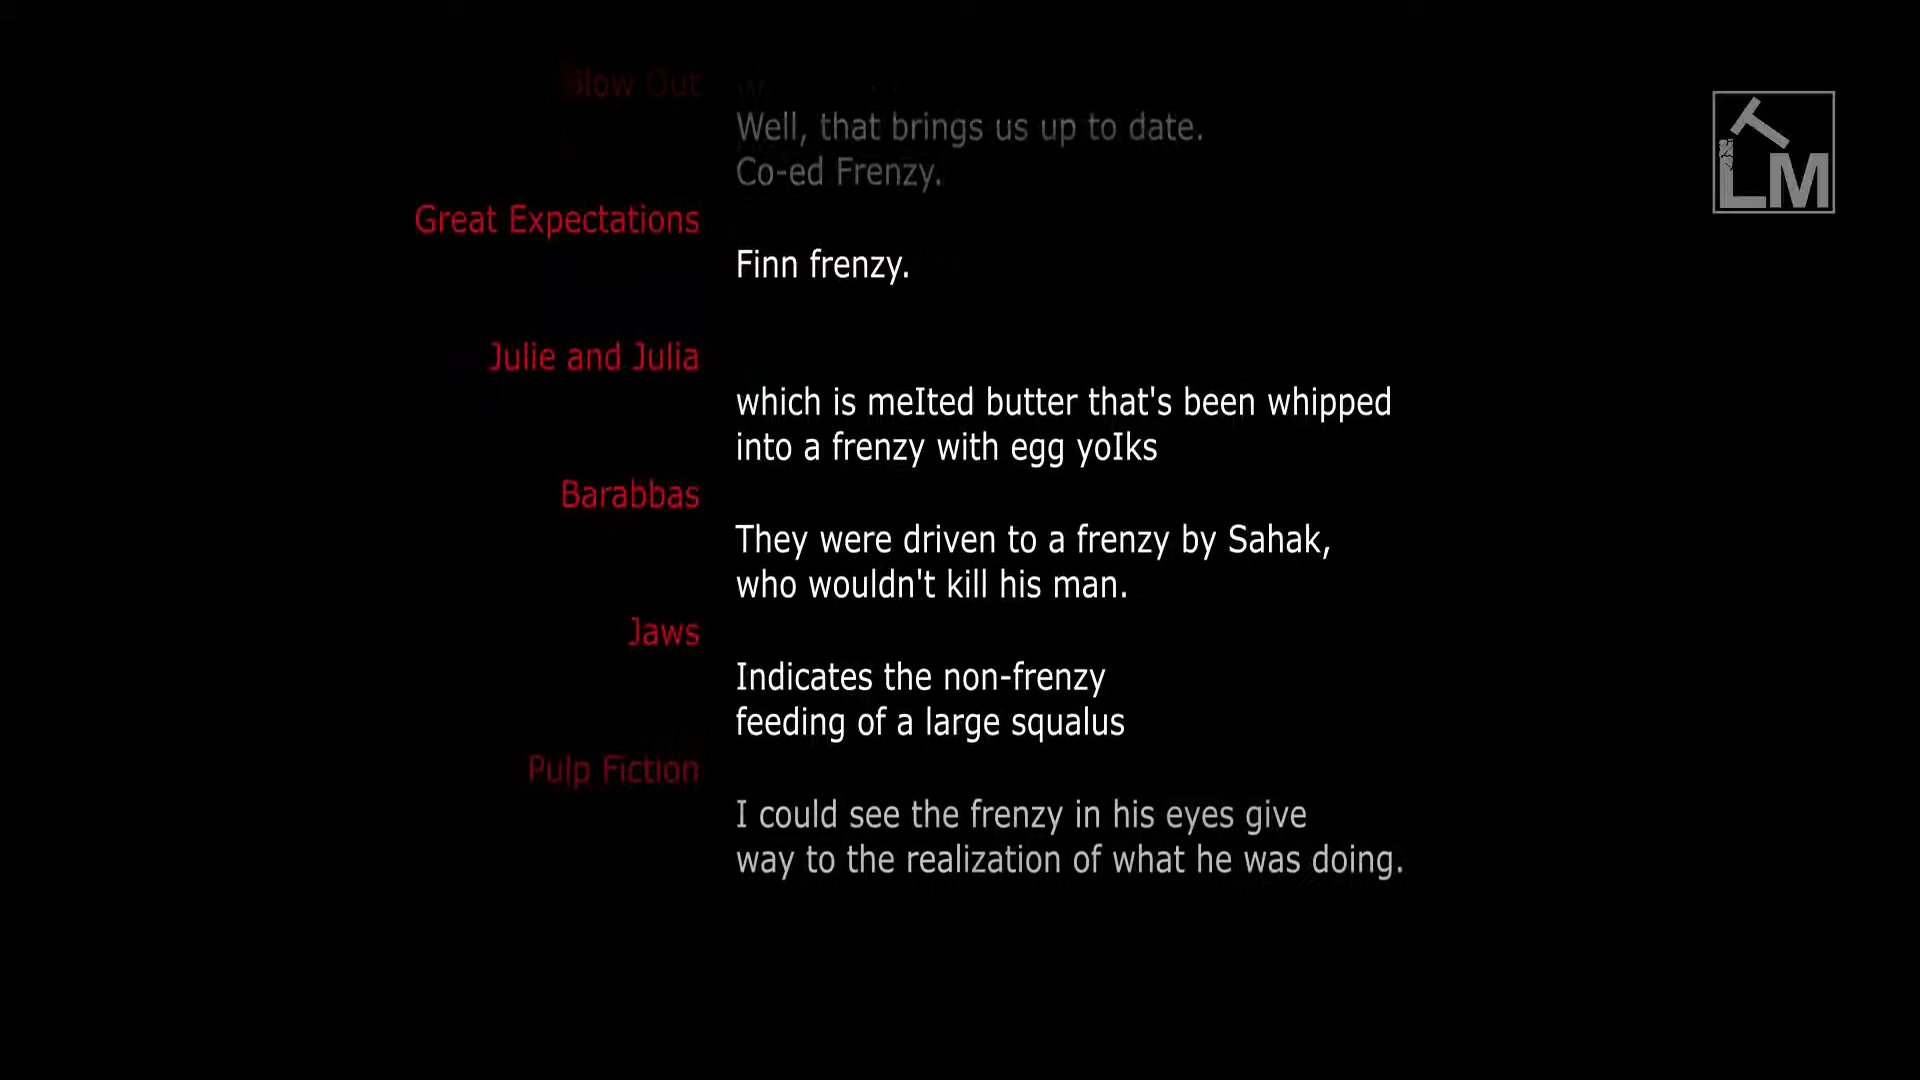 Blow Out
Well, that brings us up to date.
Co-ed Frenzy.
Great Expectations
Finn frenzy.
Julie and Julia
which is meIted butter that's been whipped
into a frenzy with egg yoIks
Barabbas
They were driven to a frenzy by Sahak,
who wouldn't kill his man.
Jaws
Indicates the non-frenzy
feeding of a large squalus
Pulp Fiction
I could see the frenzy in his eyes give
way to the realization of what he was doing.
TLM